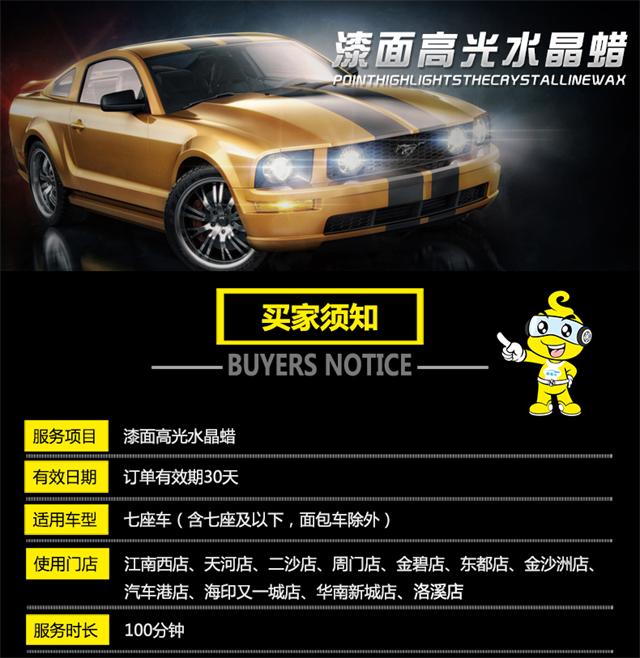 漆面高光水晶蜡
POINTHIGHLIGHTSTHECRYSTALLINEWAX
买家须知
BUYERS NOTICE
服务项目 漆面高光水晶蜡
有效日期 订单有效期30天
适用车型 七座车（含七座及以下，面包车除外）
使用门店 江南西店、天河店、二沙店、周门店、金碧店、东都店、金沙洲店、
汽车港店、海印又一城店、华南新城店、洛溪店
服务时长 100分钟